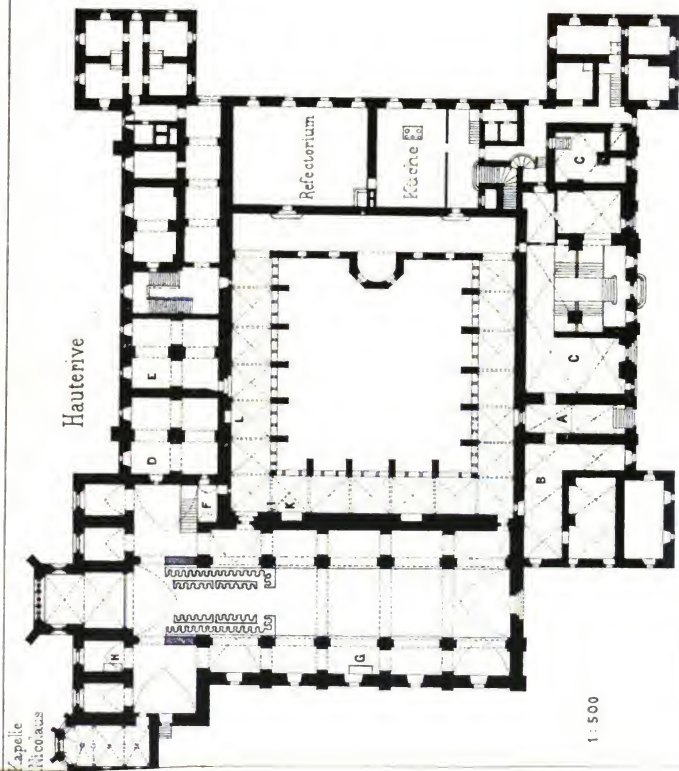 Kapelle
Nicolaus
Hauterive
H
D
E
F
L
I
K
G
Refectorium
Küche
C
C
A
B
1:500